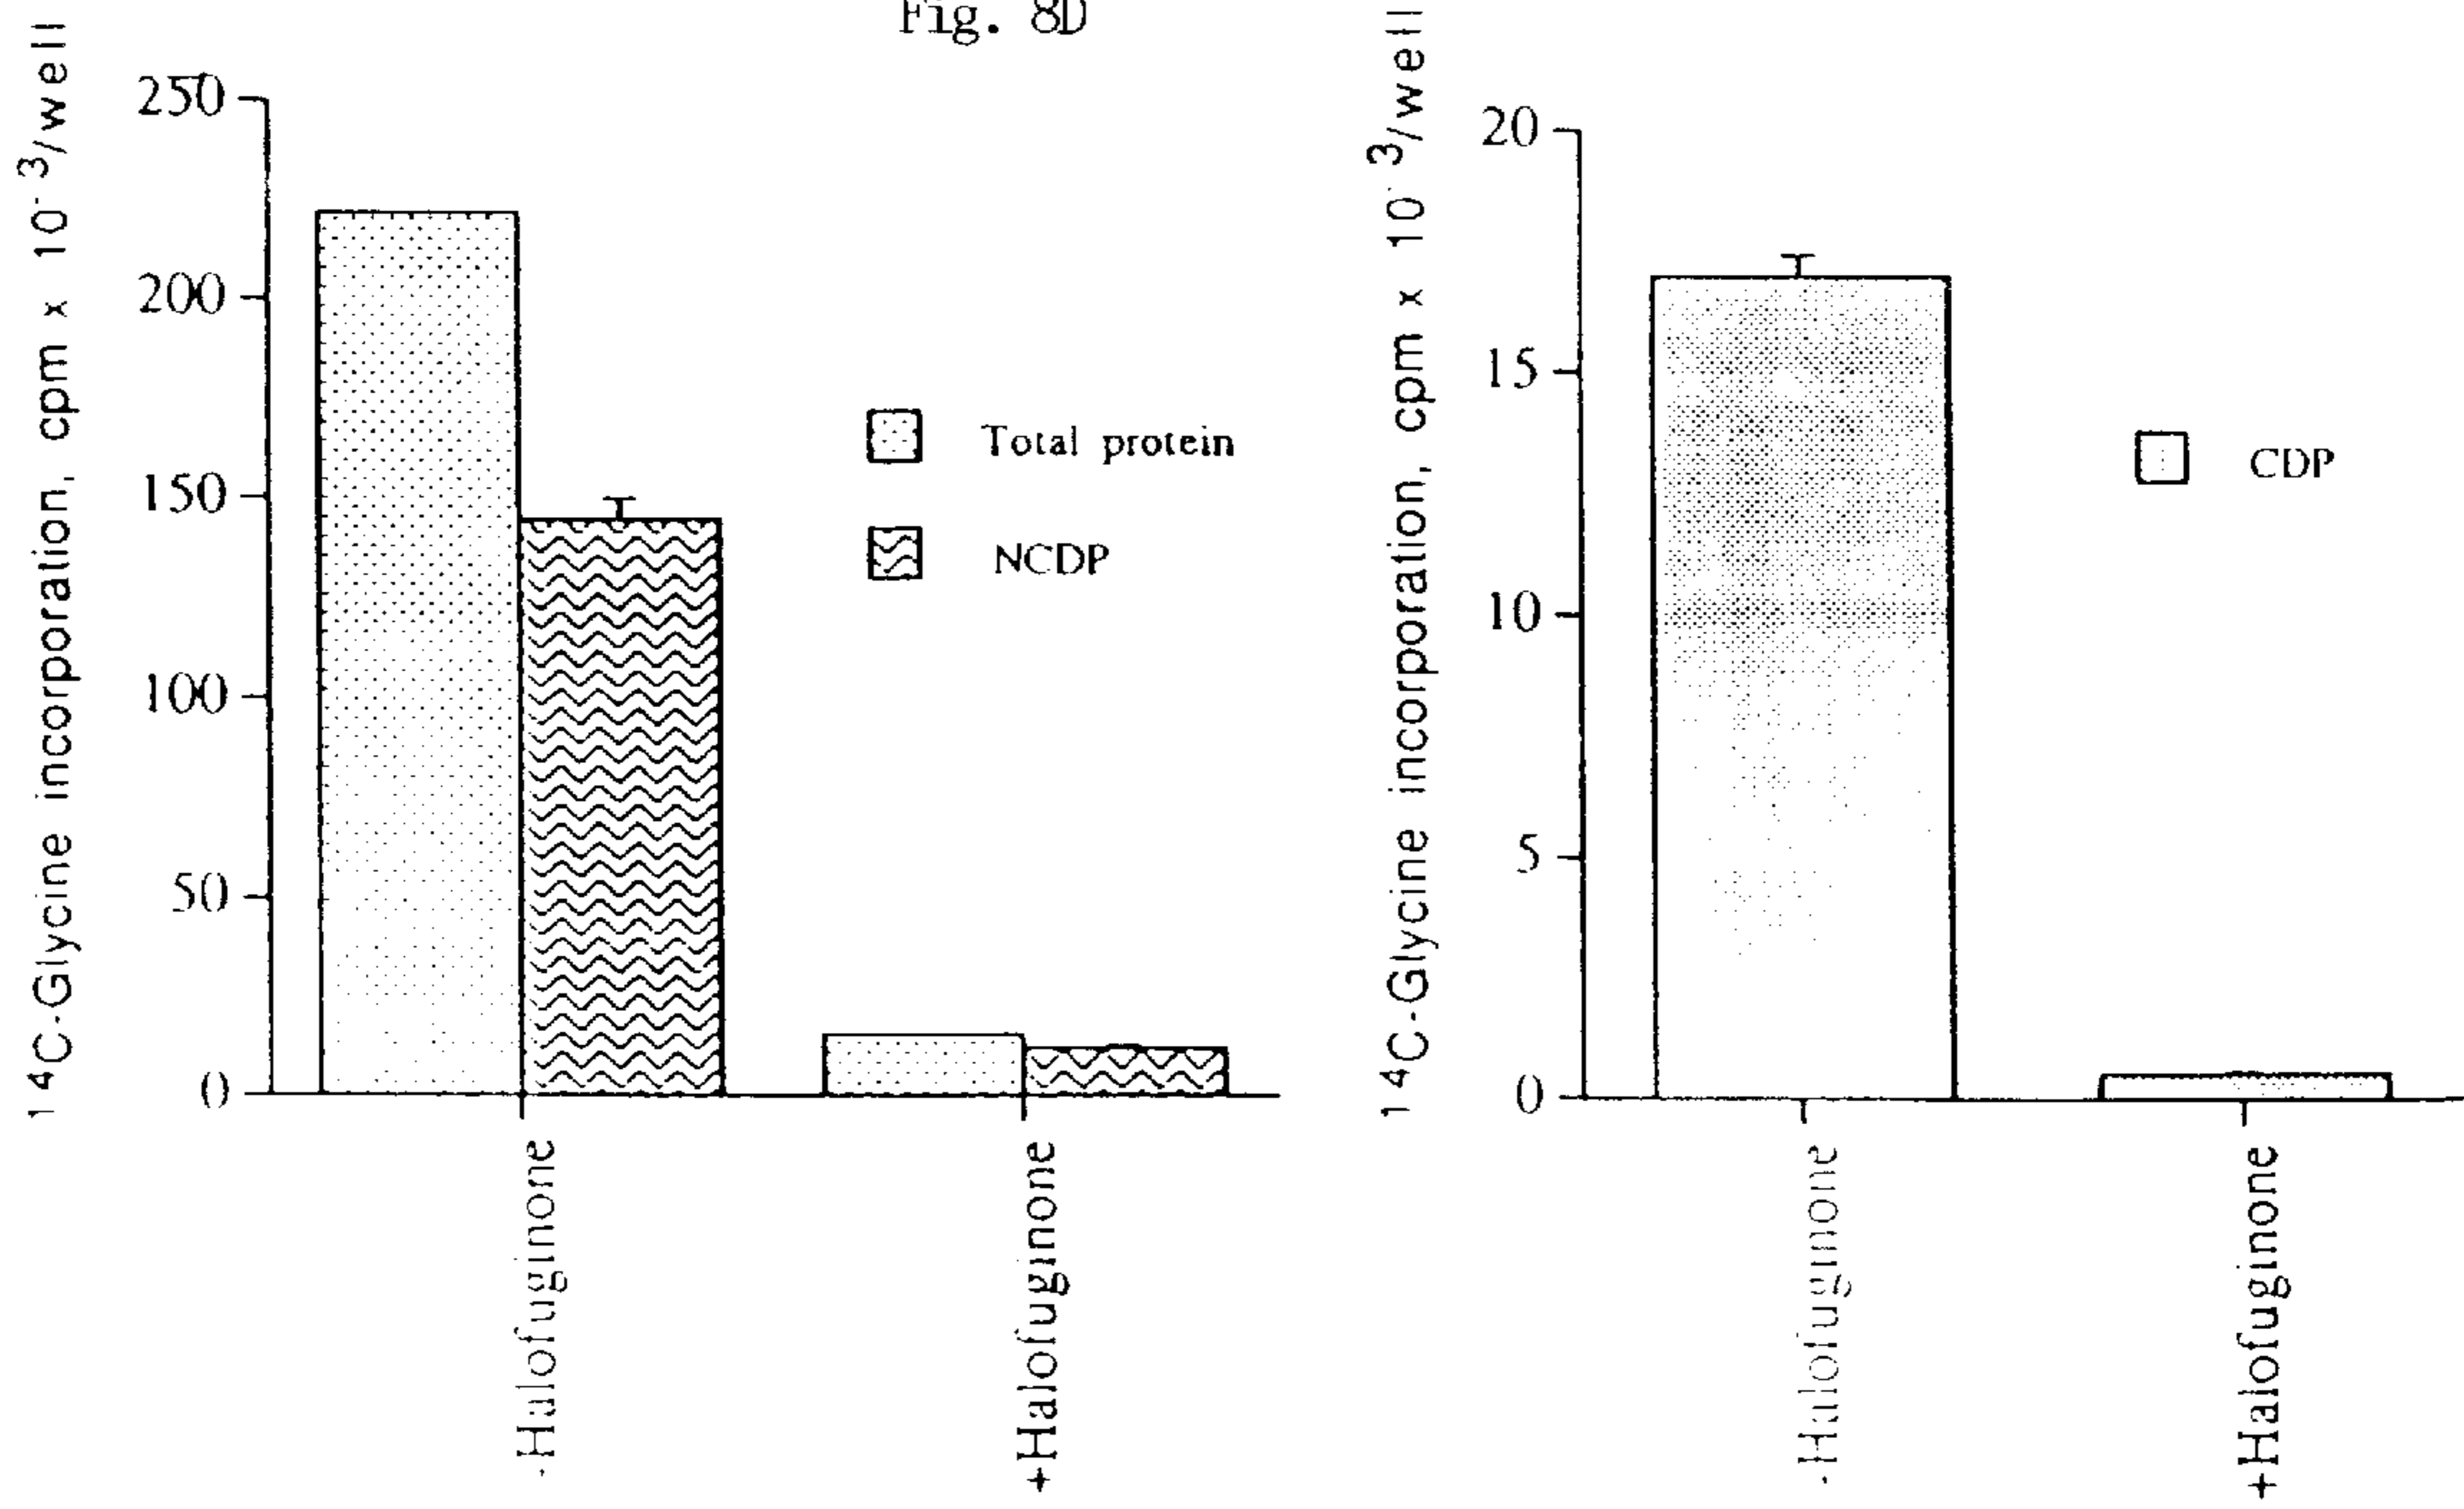 Fig. 8D
14C-Glycine incorporation, cpm x 10-3/well
250
200
150
100
50
0
Total protein
NCDP
-Halofuginone
+Halofuginone
14C-Glycine incorporation, cpm x 10-3/well
20
15
10
5
0
CDP
-Halofuginone
+Halofuginone